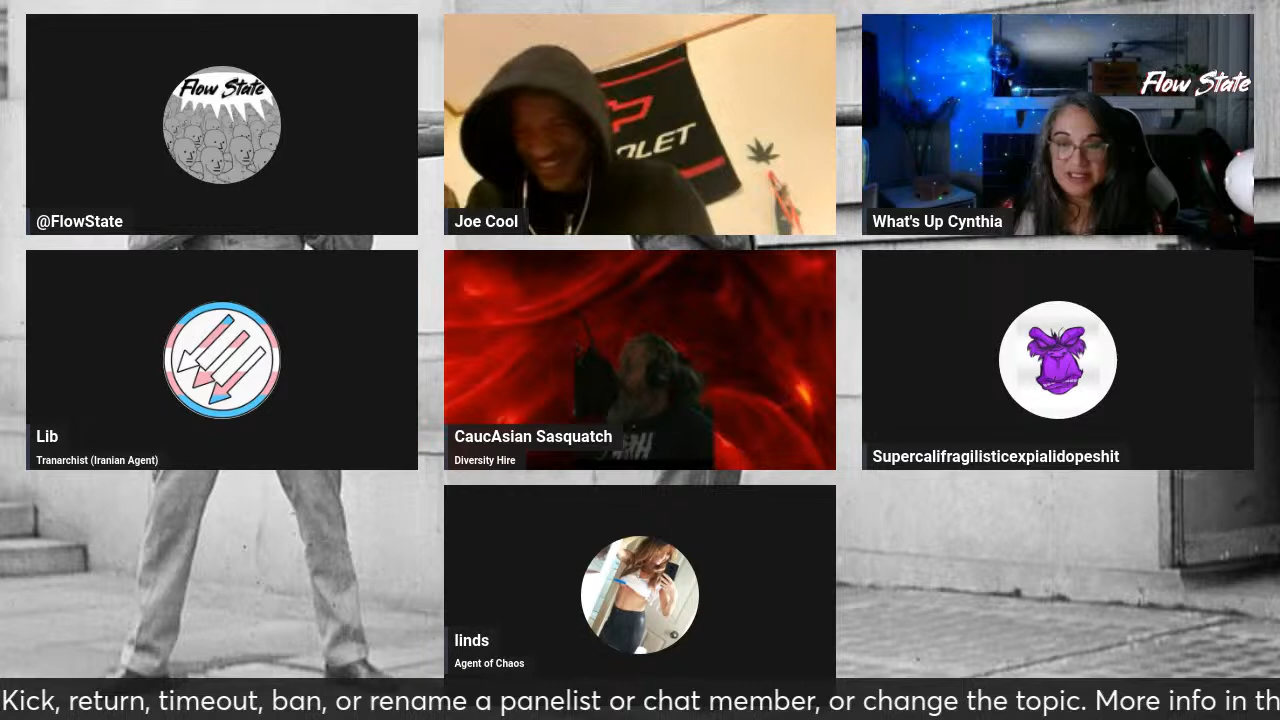 Flow State
@FlowState
OLET
Joe Cool
Flow State
What's Up Cynthia
Lib
Tranarchist (Iranian Agent)
CaucAsian Sasquatch
Diversity Hire
Supercalifragilisticexpialidopeshit
linds
Agent of Chaos
Kick, return, timeout, ban, or rename a panelist or chat member, or change the topic. More info in th